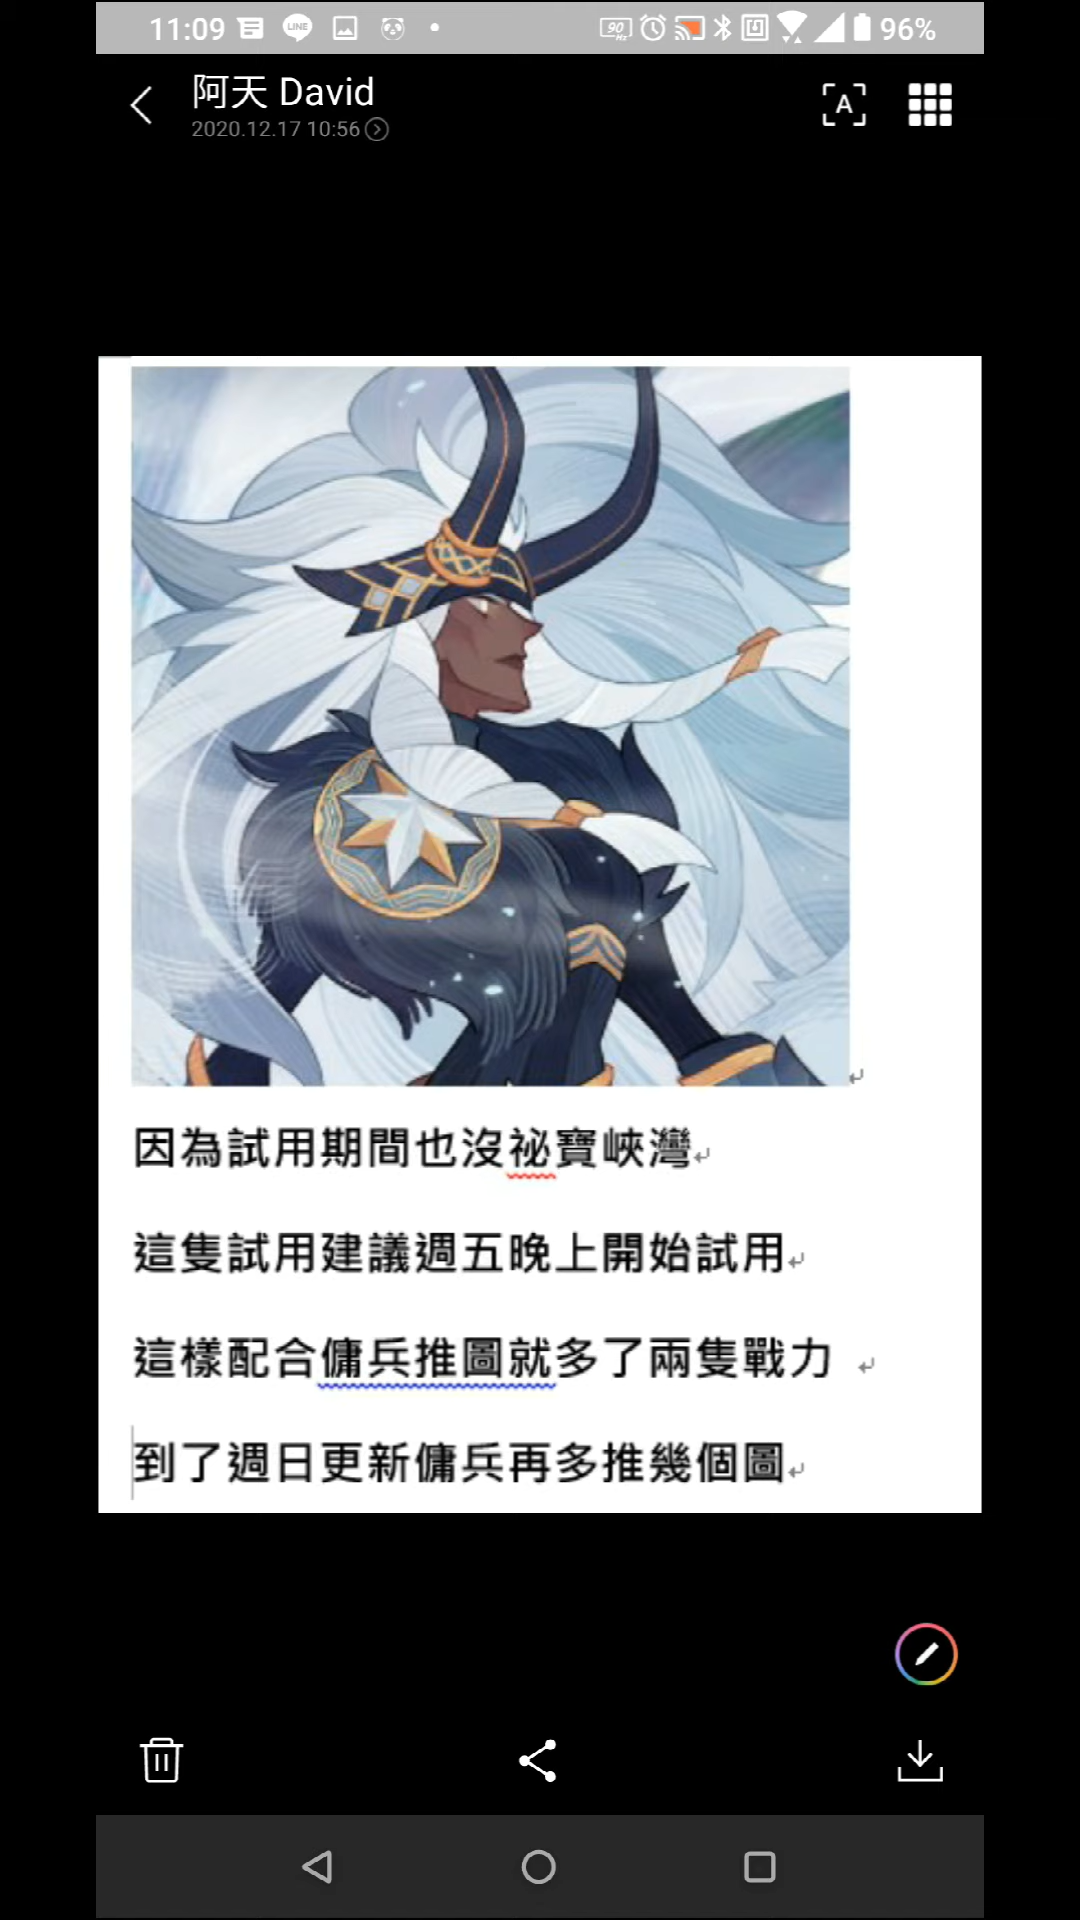 11:09
LINE
90 Hz
96%
阿天 David
2020.12.17 10:56
A
因為試用期間也沒祕寶峽灣
這隻試用建議週五晚上開始試用
這樣配合傭兵推圖就多了兩隻戰力
到了週日更新傭兵再多推幾個圖